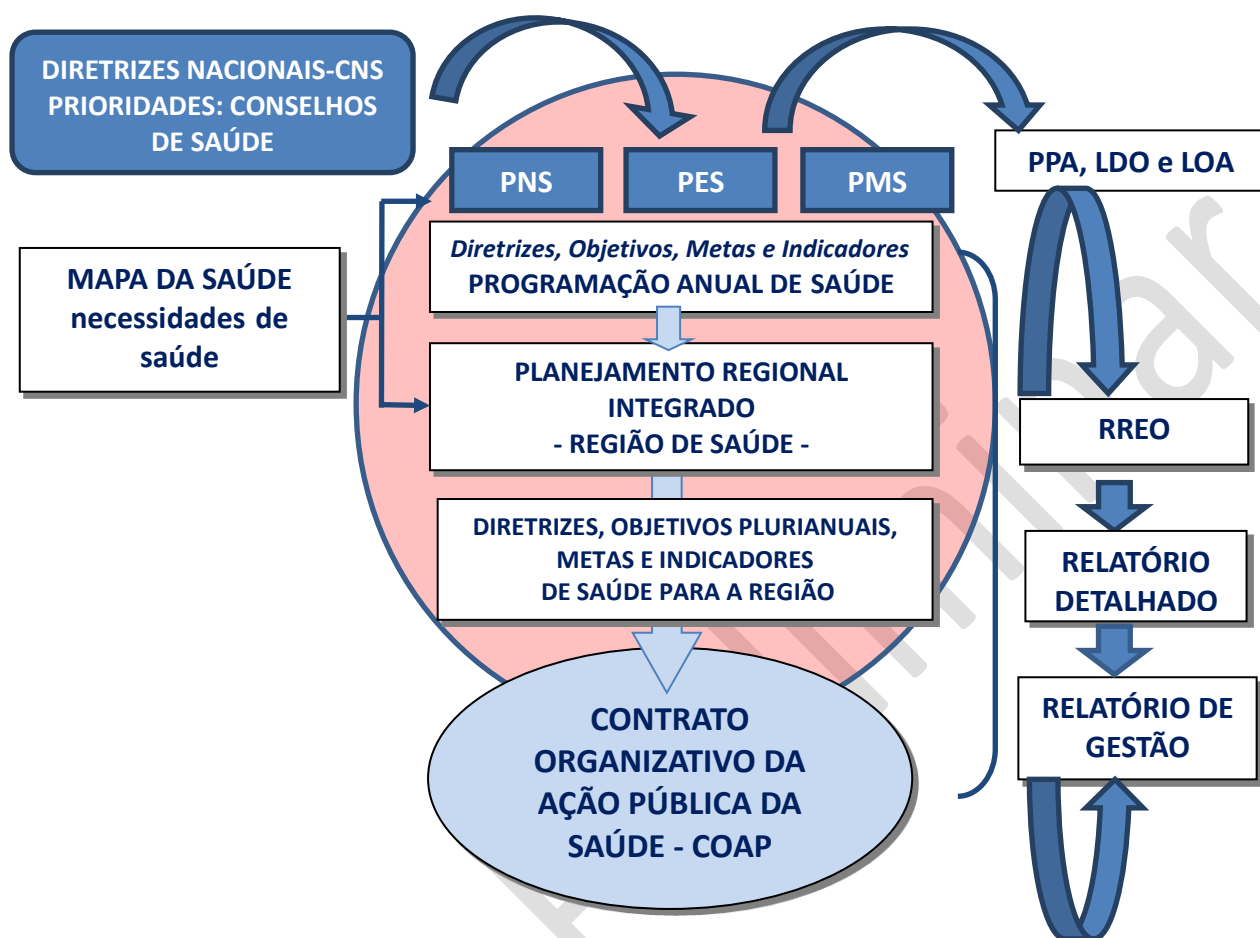 DIRETRIZES NACIONAIS-CNS
PRIORIDADES: CONSELHOS
DE SAÚDE
PNS
PES
PMS
PPA, LDO e LOA
Diretrizes, Objetivos, Metas e Indicadores
PROGRAMAÇÃO ANUAL DE SAÚDE
MAPA DA SAÚDE
necessidades de
saúde
PLANEJAMENTO REGIONAL
INTEGRADO
- REGIÃO DE SAÚDE -
RREO
DIRETRIZES, OBJETIVOS PLURIANUAIS,
METAS E INDICADORES
DE SAÚDE PARA A REGIÃO
RELATÓRIO
DETALHADO
RELATÓRIO DE
GESTÃO
CONTRATO
ORGANIZATIVO DA
AÇÃO PÚBLICA DA
SAÚDE - COAP